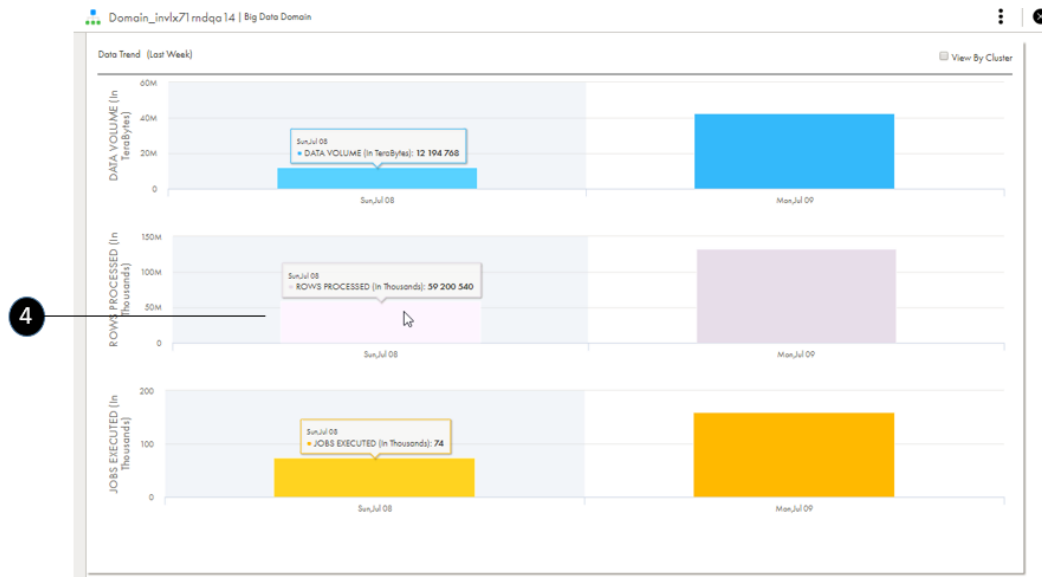 Domain_invlx71rndqa14 | Big Data Domain
Data Trend (Last Week)
View By Cluster
DATA VOLUME (In
TeraBytes)
60M
40M
20M
0
Sun,Jul 08
DATA VOLUME (In TeraBytes): 12 194 768
Sun,Jul 08
Mon,Jul 09
ROWS PROCESSED (In
Thousands)
150M
100M
50M
0
Sun,Jul 08
ROWS PROCESSED (In Thousands): 59 200 540
Sun,Jul 08
Mon,Jul 09
4
JOBS EXECUTED (In
Thousands)
200
100
0
Sun,Jul 08
JOBS EXECUTED (In Thousands): 74
Sun,Jul 08
Mon,Jul 09